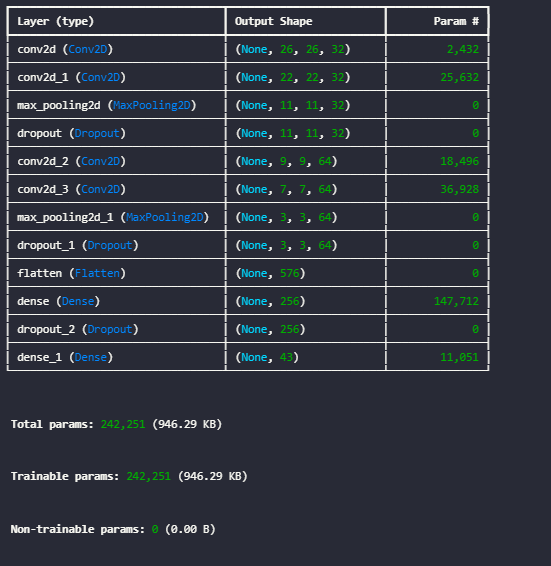 Layer (type) Output Shape Param #
conv2d (Conv2D) (None, 26, 26, 32) 2,432
conv2d_1 (Conv2D) (None, 22, 22, 32) 25,632
max_pooling2d (MaxPooling2D) (None, 11, 11, 32) 0
dropout (Dropout) (None, 11, 11, 32) 0
conv2d_2 (Conv2D) (None, 9, 9, 64) 18,496
conv2d_3 (Conv2D) (None, 7, 7, 64) 36,928
max_pooling2d_1 (MaxPooling2D) (None, 3, 3, 64) 0
dropout_1 (Dropout) (None, 3, 3, 64) 0
flatten (Flatten) (None, 576) 0
dense (Dense) (None, 256) 147,712
dropout_2 (Dropout) (None, 256) 0
dense_1 (Dense) (None, 43) 11,051
Total params: 242,251 (946.29 KB)
Trainable params: 242,251 (946.29 KB)
Non-trainable params: 0 (0.00 B)